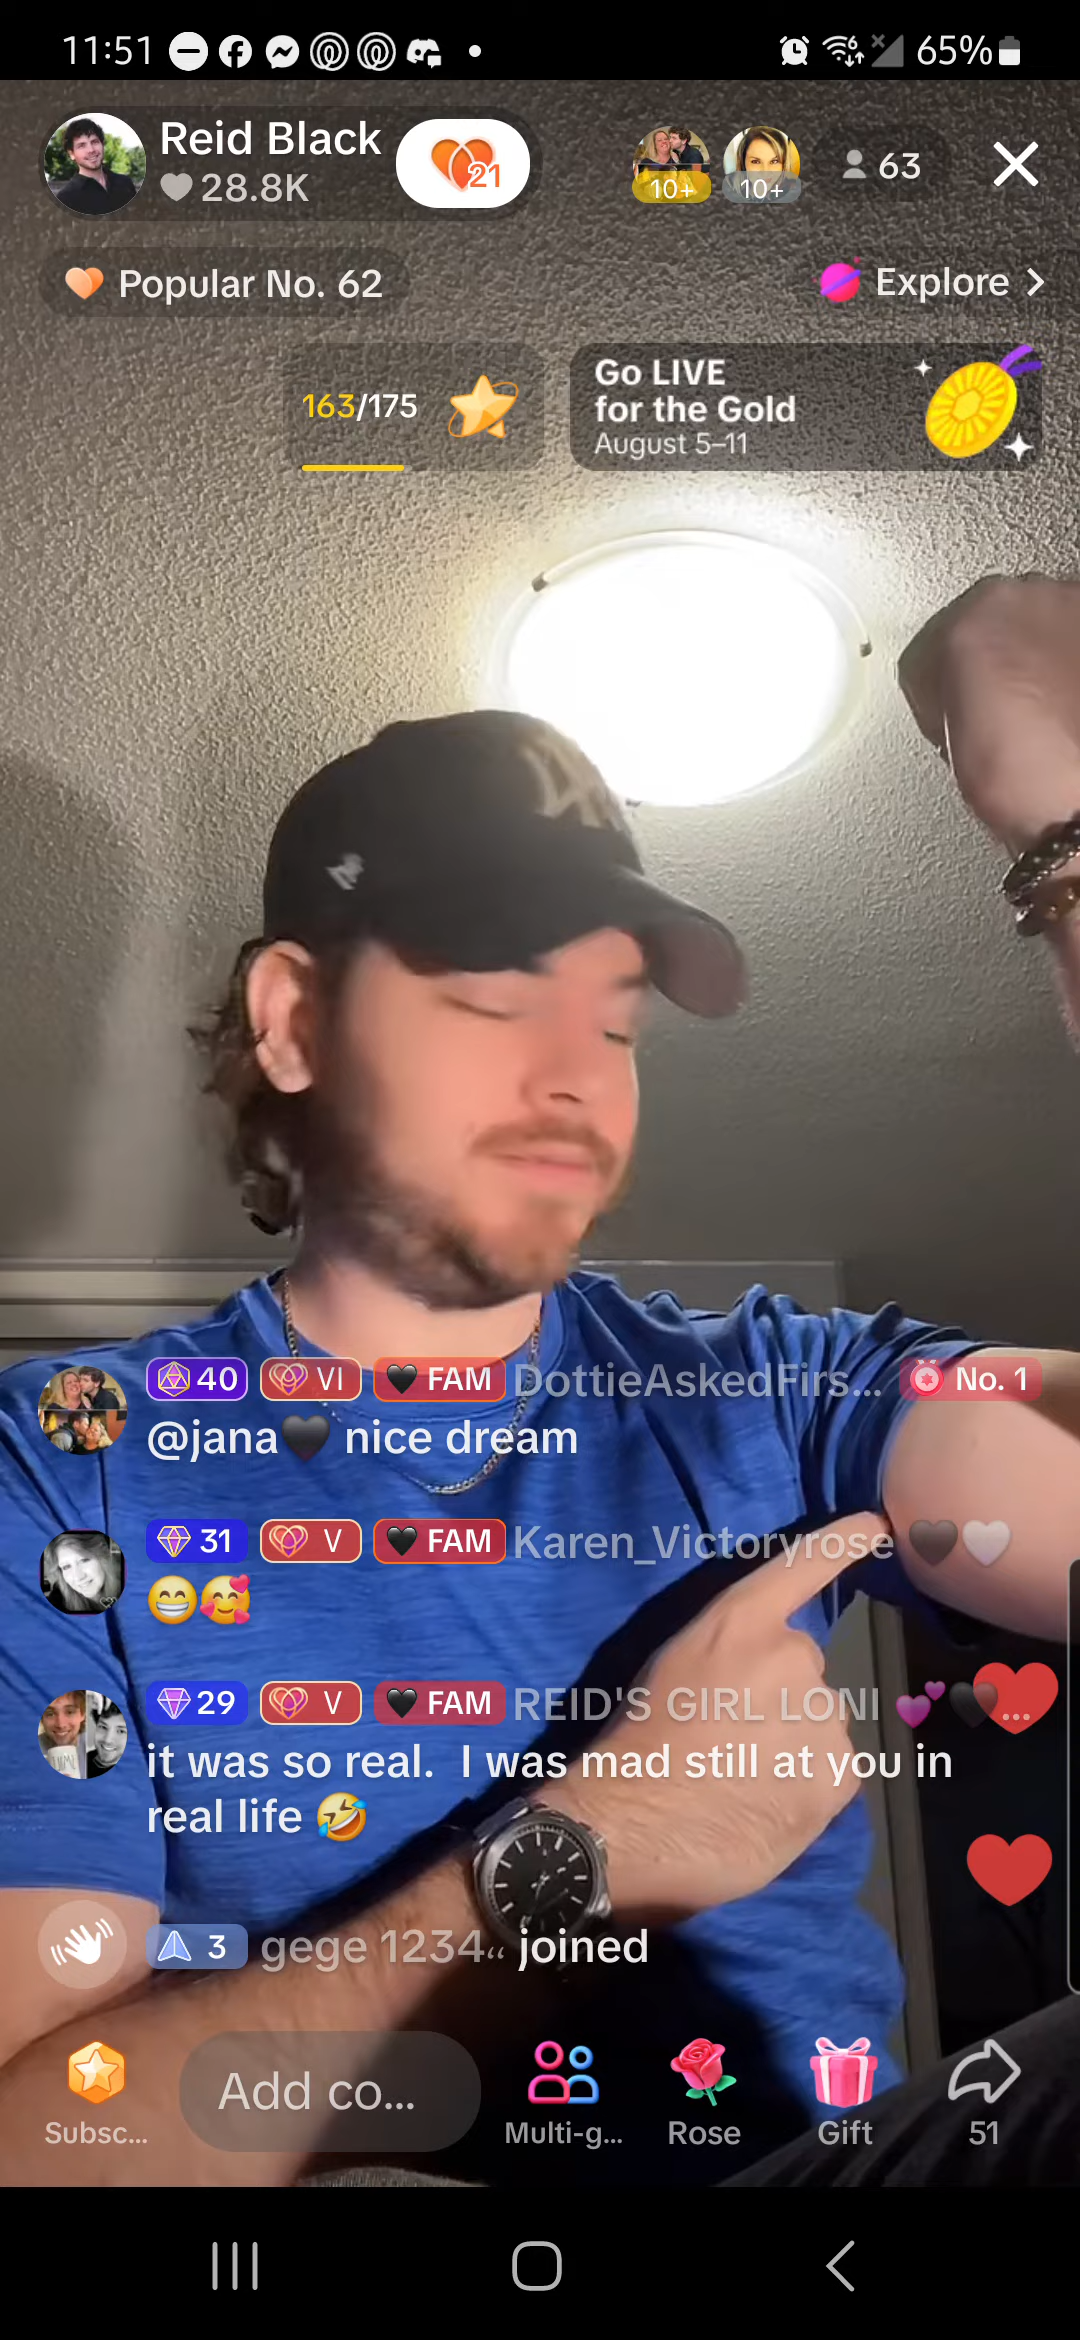 11:51
65%
Reid Black
28.8K
21
10+
10+
63
Popular No. 62
Explore
163/175
Go LIVE
for the Gold
August 5–11
40 VI FAM DottieAskedFirs... No. 1
@jana🖤 nice dream
31 V FAM Karen_Victoryrose 🖤🤍
😁🥰
29 V FAM REID'S GIRL LONI 💕🖤...
it was so real. I was mad still at you in
real life 🤣
3 gege 1234“ joined
Add co...
Subsc...
Multi-g...
Rose
Gift
51